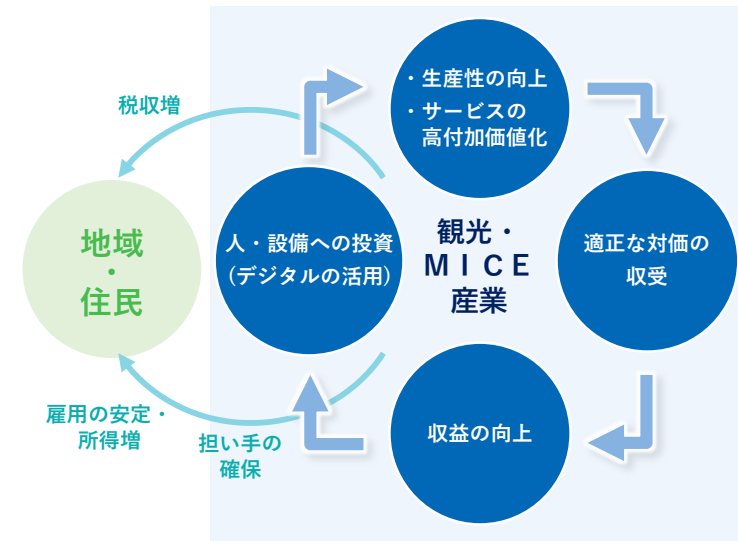 ・生産性の向上
・サービスの
高付加価値化
税収増
地域
・
住民
人・設備への投資
(デジタルの活用)
観光・
ＭＩＣＥ
産業
適正な対価の
収受
収益の向上
雇用の安定・
所得増
担い手の
確保